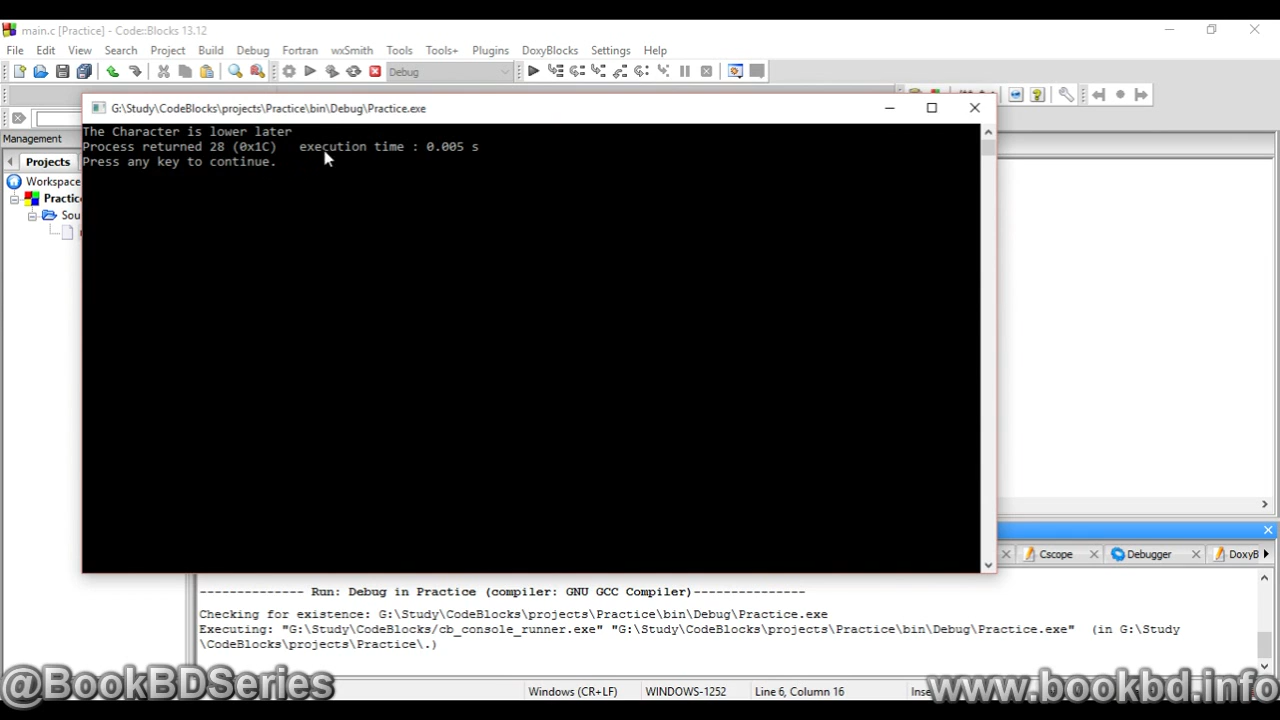 main.c [Practice] - Code::Blocks 13.12
File Edit View Search Project Build Debug Fortran wxSmith Tools Tools+ Plugins DoxyBlocks Settings Help
Debug
G:\Study\CodeBlocks\projects\Practice\bin\Debug\Practice.exe
The Character is lower later
Process returned 28 (0x1C)   execution time : 0.005 s
Press any key to continue.
Management
Projects
Workspace
Practice
Sou
Cscope Debugger DoxyB
-------------- Run: Debug in Practice (compiler: GNU GCC Compiler)---------------
Checking for existence: G:\Study\CodeBlocks\projects\Practice\bin\Debug\Practice.exe
Executing: "G:\Study\CodeBlocks/cb_console_runner.exe" "G:\Study\CodeBlocks\projects\Practice\bin\Debug\Practice.exe"  (in G:\Study
\CodeBlocks\projects\Practice\.)
@BookBDSeries
Windows (CR+LF) WINDOWS-1252 Line 6, Column 16 Inse
www.bookbd.info